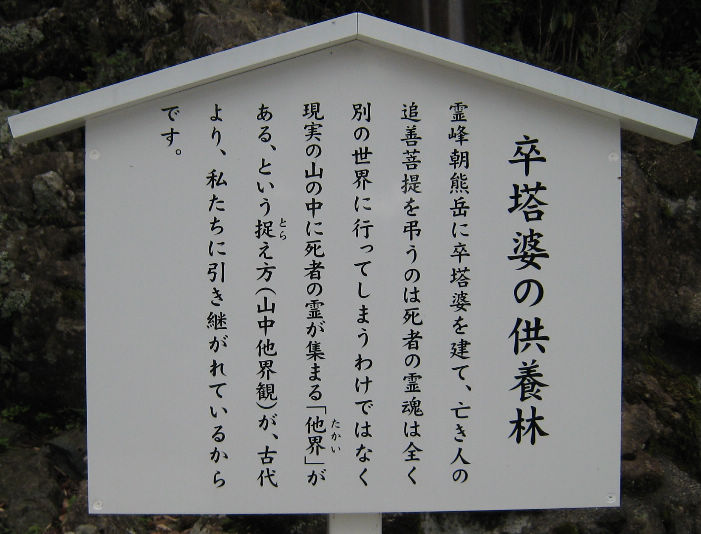 卒塔婆の供養林
霊峰朝熊岳に卒塔婆を建て、亡き人の
追善菩提を弔うのは死者の霊魂は全く
別の世界に行ってしまうわけではなく
現実の山の中に死者の霊が集まる「他界」が
たかい
ある、という捉え方(山中他界観)が、古代
とら
より、私たちに引き継がれているから
です。